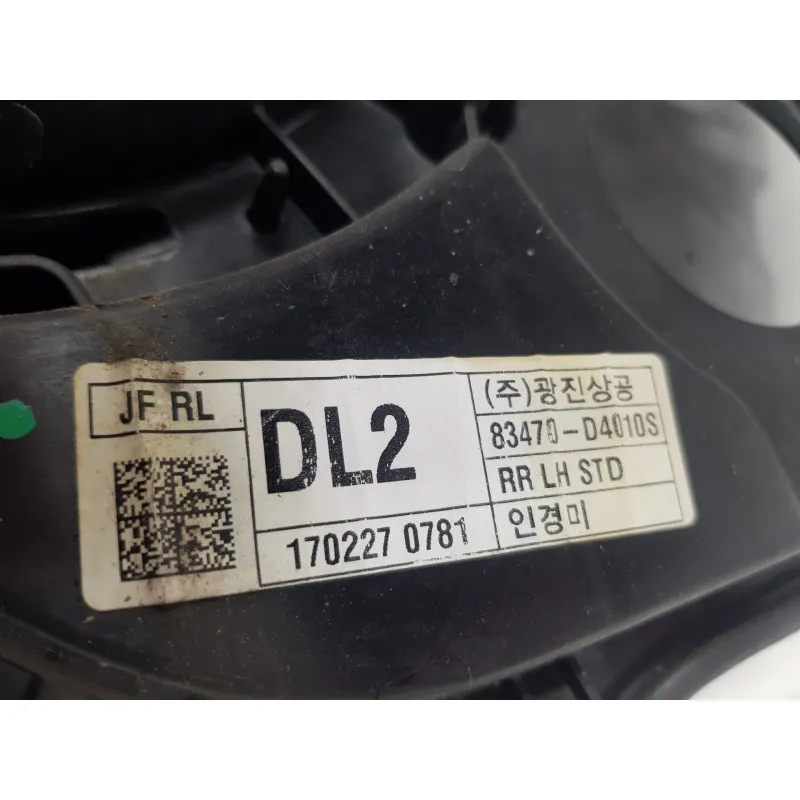 JF RL
DL2
170227 0781
(주)광진상공
83470-D4010S
RR LH STD
인경미